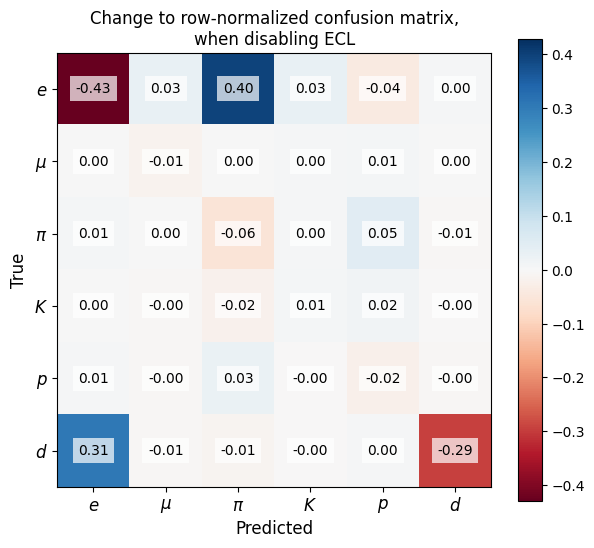 Change to row-normalized confusion matrix,
when disabling ECL
True
e -0.43 0.03 0.40 0.03 -0.04 0.00
μ 0.00 -0.01 0.00 0.00 0.01 0.00
π 0.01 0.00 -0.06 0.00 0.05 -0.01
K 0.00 -0.00 -0.02 0.01 0.02 -0.00
p 0.01 -0.00 0.03 -0.00 -0.02 -0.00
d 0.31 -0.01 -0.01 -0.00 0.00 -0.29
e μ π K p d
Predicted
0.4
0.3
0.2
0.1
0.0
−0.1
−0.2
−0.3
−0.4